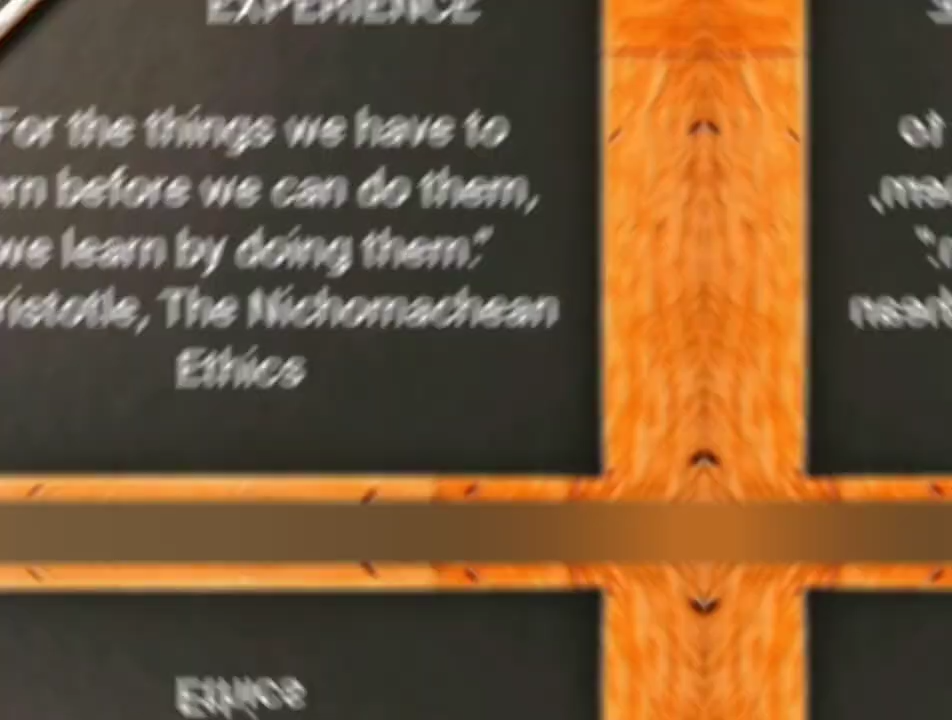 EXPERIENCE
For the things we have to
rn before we can do them,
we learn by doing them."
ristotle, The Nichomachean
Ethics